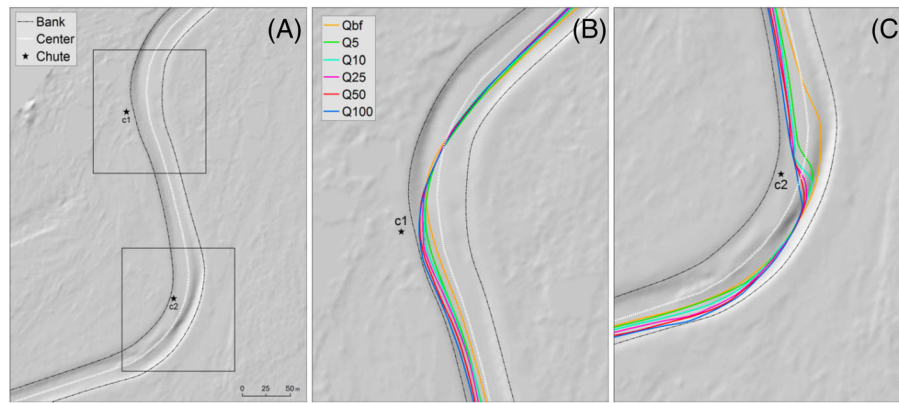 Bank
Center
Chute
(A)
c1
c2
0 25 50 m
Qbf
Q5
Q10
Q25
Q50
Q100
(B)
c1
(C)
c2